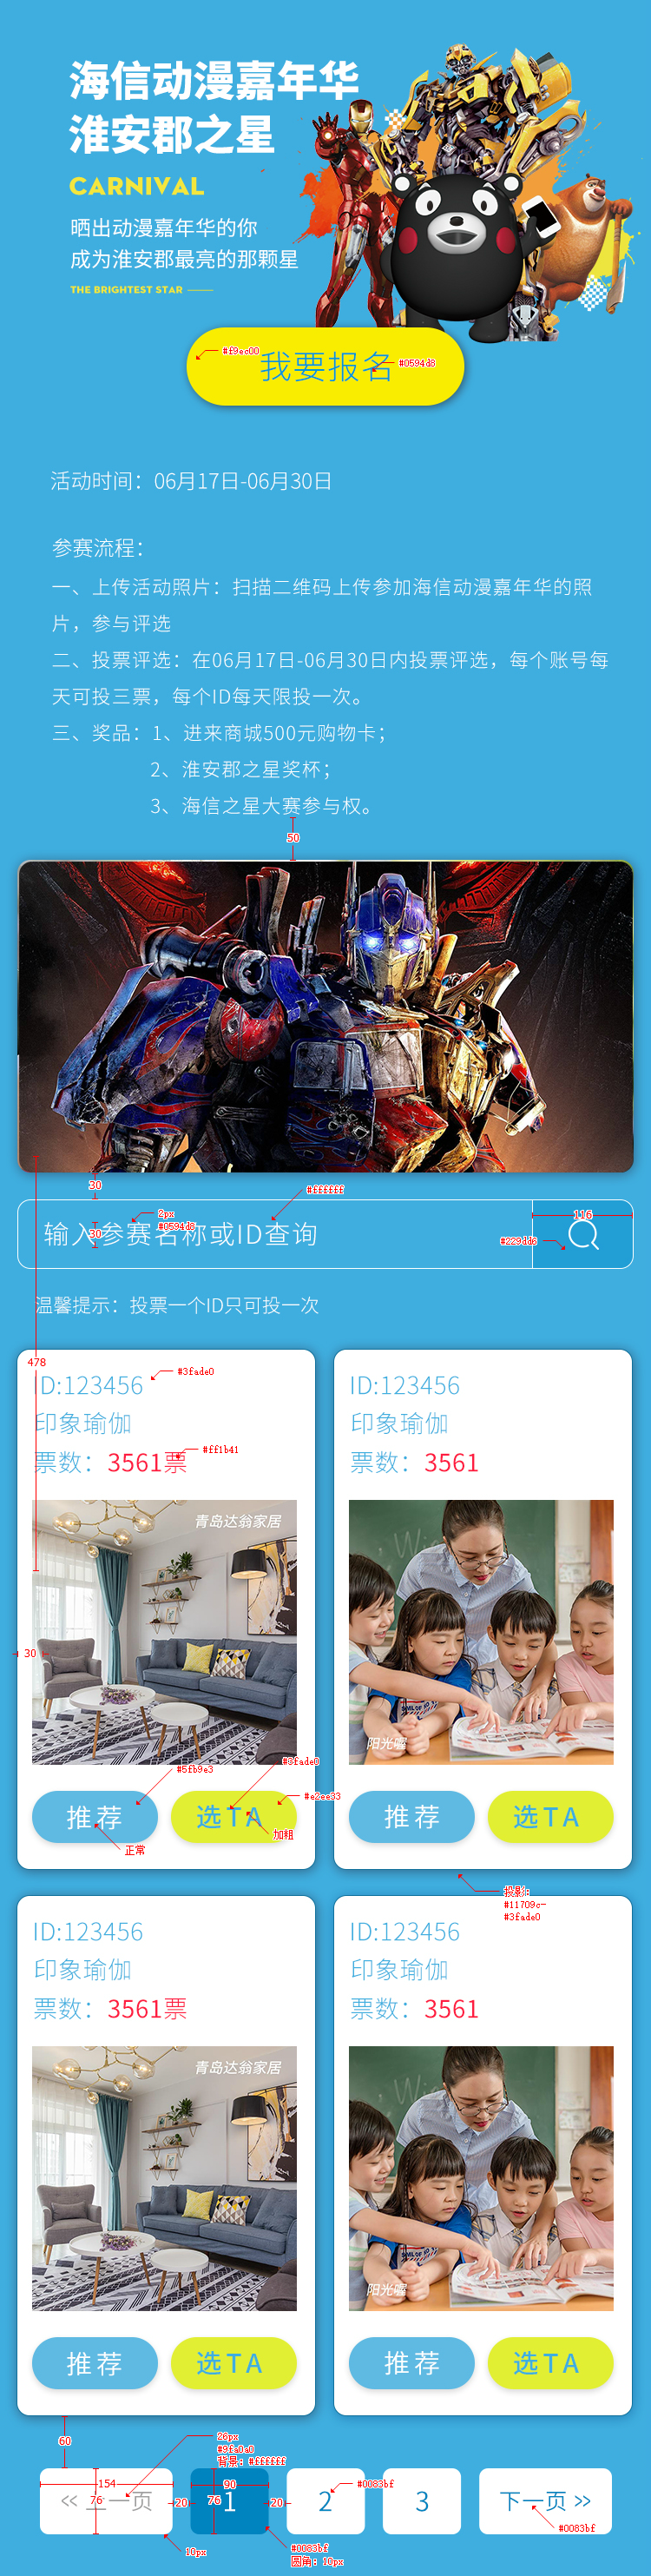 海信动漫嘉年华
淮安郡之星
CARNIVAL
晒出动漫嘉年华的你
成为淮安郡最亮的那颗星
THE BRIGHTEST STAR
#f9ec00
我要报名
#0594d8
活动时间：06月17日-06月30日
参赛流程：
一、上传活动照片：扫描二维码上传参加海信动漫嘉年华的照
片，参与评选
二、投票评选：在06月17日-06月30日内投票评选，每个账号每
天可投三票，每个ID每天限投一次。
三、奖品：1、进来商城500元购物卡；
2、淮安郡之星奖杯；
3、海信之星大赛参与权。
50
30
#ffffff
2px
#0594d8
116
30
输入参赛名称或ID查询
#229dd6
温馨提示：投票一个ID只可投一次
478
ID:123456
#3fade0
印象瑜伽
票数：3561票
#ff1b41
青岛达翁家居
30
#5fb9e3
#3fade0
#e2ee33
推荐
选TA
正常
加粗
ID:123456
印象瑜伽
票数：3561
阳光喔
推荐
选TA
投影：
#11709c-
#3fade0
ID:123456
印象瑜伽
票数：3561票
青岛达翁家居
推荐
选TA
ID:123456
印象瑜伽
票数：3561
阳光喔
推荐
选TA
60
26px
#9fa0a0
背景：#ffffff
154
76
<< 上一页
20
90
76
1
20
2
#0083bf
3
下一页 >>
#0083bf
10px
#0083bf
圆角：10px